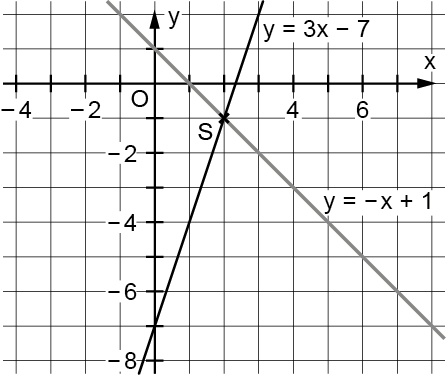 y
y = 3x − 7
x
−4 −2 O 4 6
S
−2
y = −x + 1
−4
−6
−8